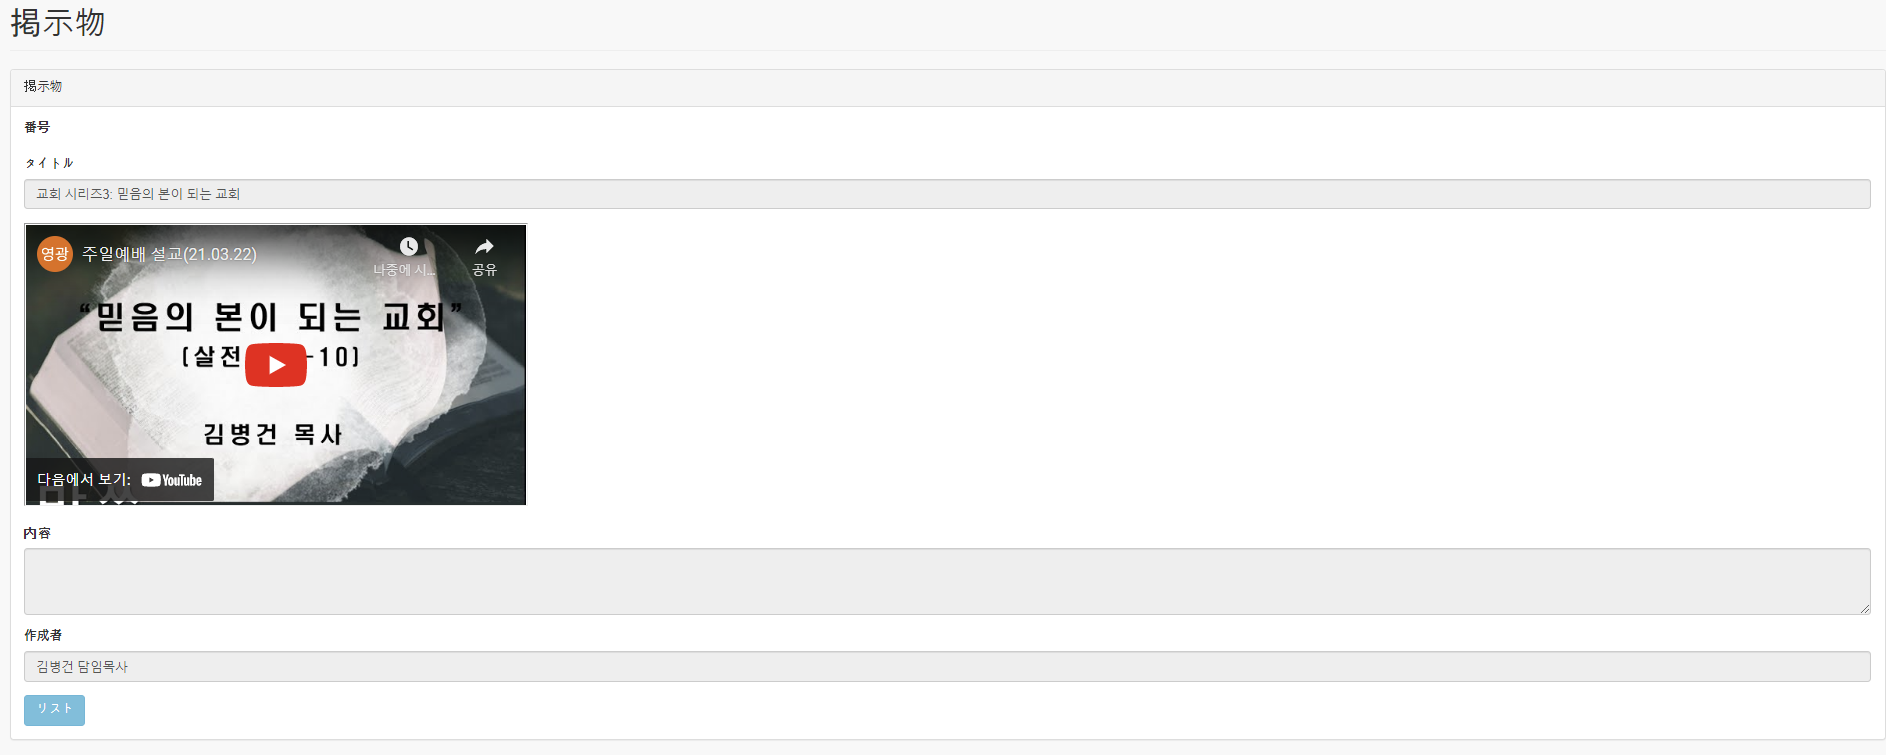 掲示物
掲示物
番号
タイトル
교회 시리즈3: 믿음의 본이 되는 교회
영광 주일예배 설교(21.03.22)
나중에 시...
공유
“믿음의 본이 되는 교회”
[살전 -10]
김병건 목사
다음에서 보기: YouTube
内容
作成者
김병건 담임목사
リスト